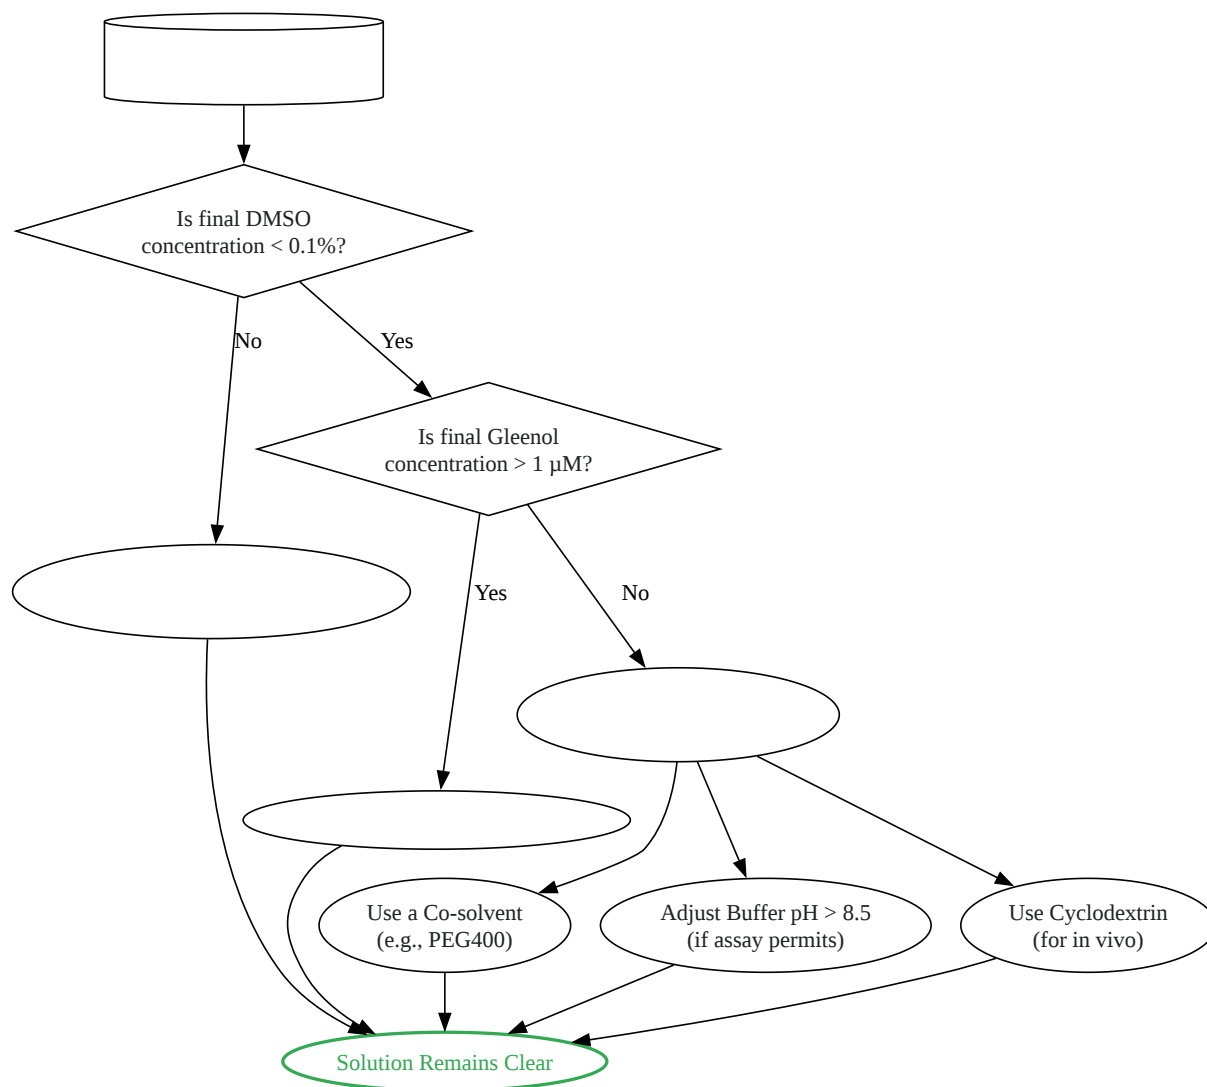 Is final DMSO
concentration < 0.1%?
No
Yes
Is final Gleenol
concentration > 1 µM?
Yes
No
Use a Co-solvent
(e.g., PEG400)
Adjust Buffer pH > 8.5
(if assay permits)
Use Cyclodextrin
(for in vivo)
Solution Remains Clear